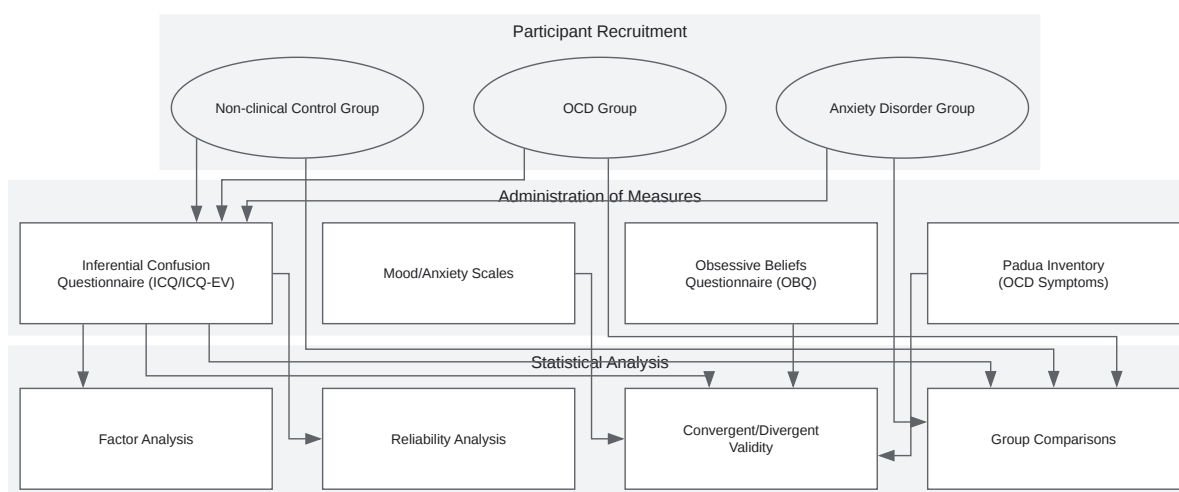 Participant Recruitment
Non-clinical Control Group
OCD Group
Anxiety Disorder Group
Administration of Measures
Inferential Confusion
Questionnaire (ICQ/ICQ-EV)
Mood/Anxiety Scales
Obsessive Beliefs
Questionnaire (OBQ)
Padua Inventory
(OCD Symptoms)
Statistical Analysis
Factor Analysis
Reliability Analysis
Convergent/Divergent
Validity
Group Comparisons